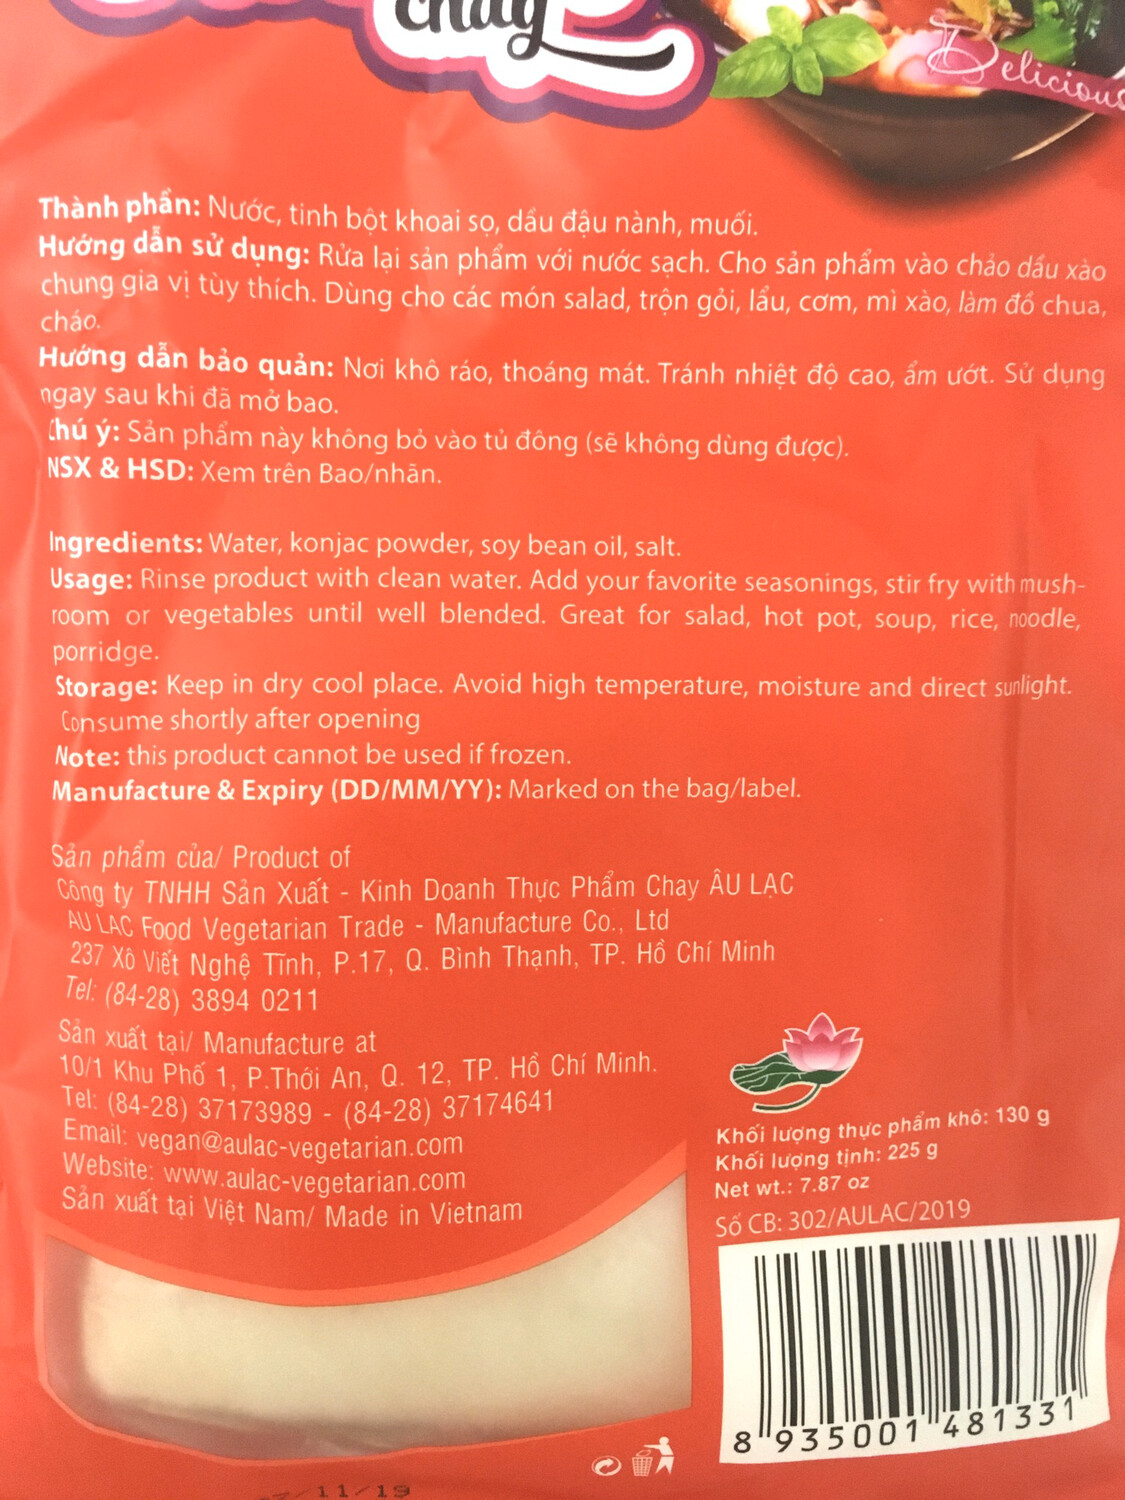 chay
Delicious
Thành phần: Nước, tinh bột khoai sọ, dầu đậu nành, muối.
Hướng dẫn sử dụng: Rửa lại sản phẩm với nước sạch. Cho sản phẩm vào chảo dầu xào
chung gia vị tùy thích. Dùng cho các món salad, trộn gỏi, lẩu, cơm, mì xào, làm đồ chua,
cháo.
Hướng dẫn bảo quản: Nơi khô ráo, thoáng mát. Tránh nhiệt độ cao, ẩm ướt. Sử dụng
ngay sau khi đã mở bao.
Chú ý: Sản phẩm này không bỏ vào tủ đông (sẽ không dùng được).
NSX & HSD: Xem trên Bao/nhãn.
Ingredients: Water, konjac powder, soy bean oil, salt.
Usage: Rinse product with clean water. Add your favorite seasonings, stir fry with mush-
room or vegetables until well blended. Great for salad, hot pot, soup, rice, noodle,
porridge.
Storage: Keep in dry cool place. Avoid high temperature, moisture and direct sunlight.
Consume shortly after opening
Note: this product cannot be used if frozen.
Manufacture & Expiry (DD/MM/YY): Marked on the bag/label.
Sản phẩm của/ Product of
Công ty TNHH Sản Xuất - Kinh Doanh Thực Phẩm Chay ÂU LẠC
AU LAC Food Vegetarian Trade - Manufacture Co., Ltd
237 Xô Viết Nghệ Tĩnh, P.17, Q. Bình Thạnh, TP. Hồ Chí Minh
Tel: (84-28) 3894 0211
Sản xuất tại/ Manufacture at
10/1 Khu Phố 1, P.Thới An, Q. 12, TP. Hồ Chí Minh.
Tel: (84-28) 37173989 - (84-28) 37174641
Email: vegan@aulac-vegetarian.com
Website: www.aulac-vegetarian.com
Sản xuất tại Việt Nam/ Made in Vietnam
Khối lượng thực phẩm khô: 130 g
Khối lượng tịnh: 225 g
Net wt.: 7.87 oz
Số CB: 302/AULAC/2019
8 935001 481331
11/19